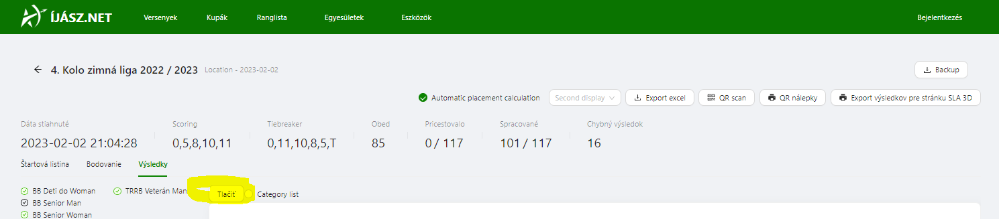 ÍJÁSZ.NET Versenyek Kupák Ranglista Egyesületek Eszközök Bejelentkezés
4. Kolo zimná liga 2022 / 2023 Location - 2023-02-02 Backup
Automatic placement calculation Second display Export excel QR scan QR nálepky Export výsledkov pre stránku SLA 3D
Dáta stiahnuté Scoring Tiebreaker Obed Pricestovalo Spracované Chybný výsledok
2023-02-02 21:04:28 0,5,8,10,11 0,11,10,8,5,T 85 0 / 117 101 / 117 16
Štartová listina Bodovanie Výsledky
BB Deti do Woman TRRB Veterán Man Tlačiť Category list
BB Senior Man
BB Senior Woman